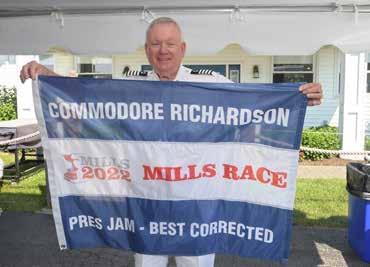 COMMODORE RICHARDSON
MILLS
2022
MILLS RACE
PRES JAM - BEST CORRECTED